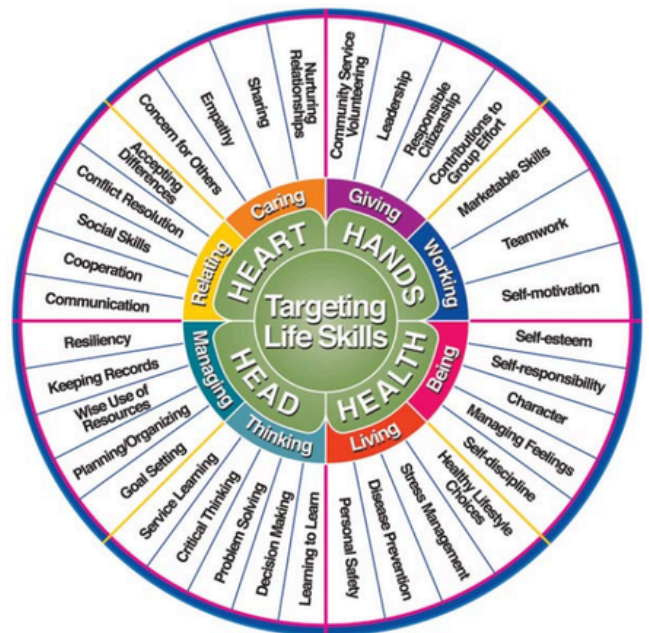 Targeting
Life Skills
HEART
HANDS
HEALTH
HEAD
Relating
Caring
Giving
Working
Being
Living
Thinking
Managing
Communication
Cooperation
Social Skills
Conflict Resolution
Accepting
Differences
Concern for Others
Empathy
Sharing
Nurturing
Relationships
Community Service
Volunteering
Leadership
Responsible
Citizenship
Contributions to
Group Effort
Marketable Skills
Teamwork
Self-motivation
Self-esteem
Self-responsibility
Character
Managing Feelings
Self-discipline
Healthy Lifestyle
Choices
Stress Management
Disease Prevention
Personal Safety
Learning to Learn
Decision Making
Problem Solving
Critical Thinking
Service Learning
Goal Setting
Planning/Organizing
Wise Use of
Resources
Keeping Records
Resiliency